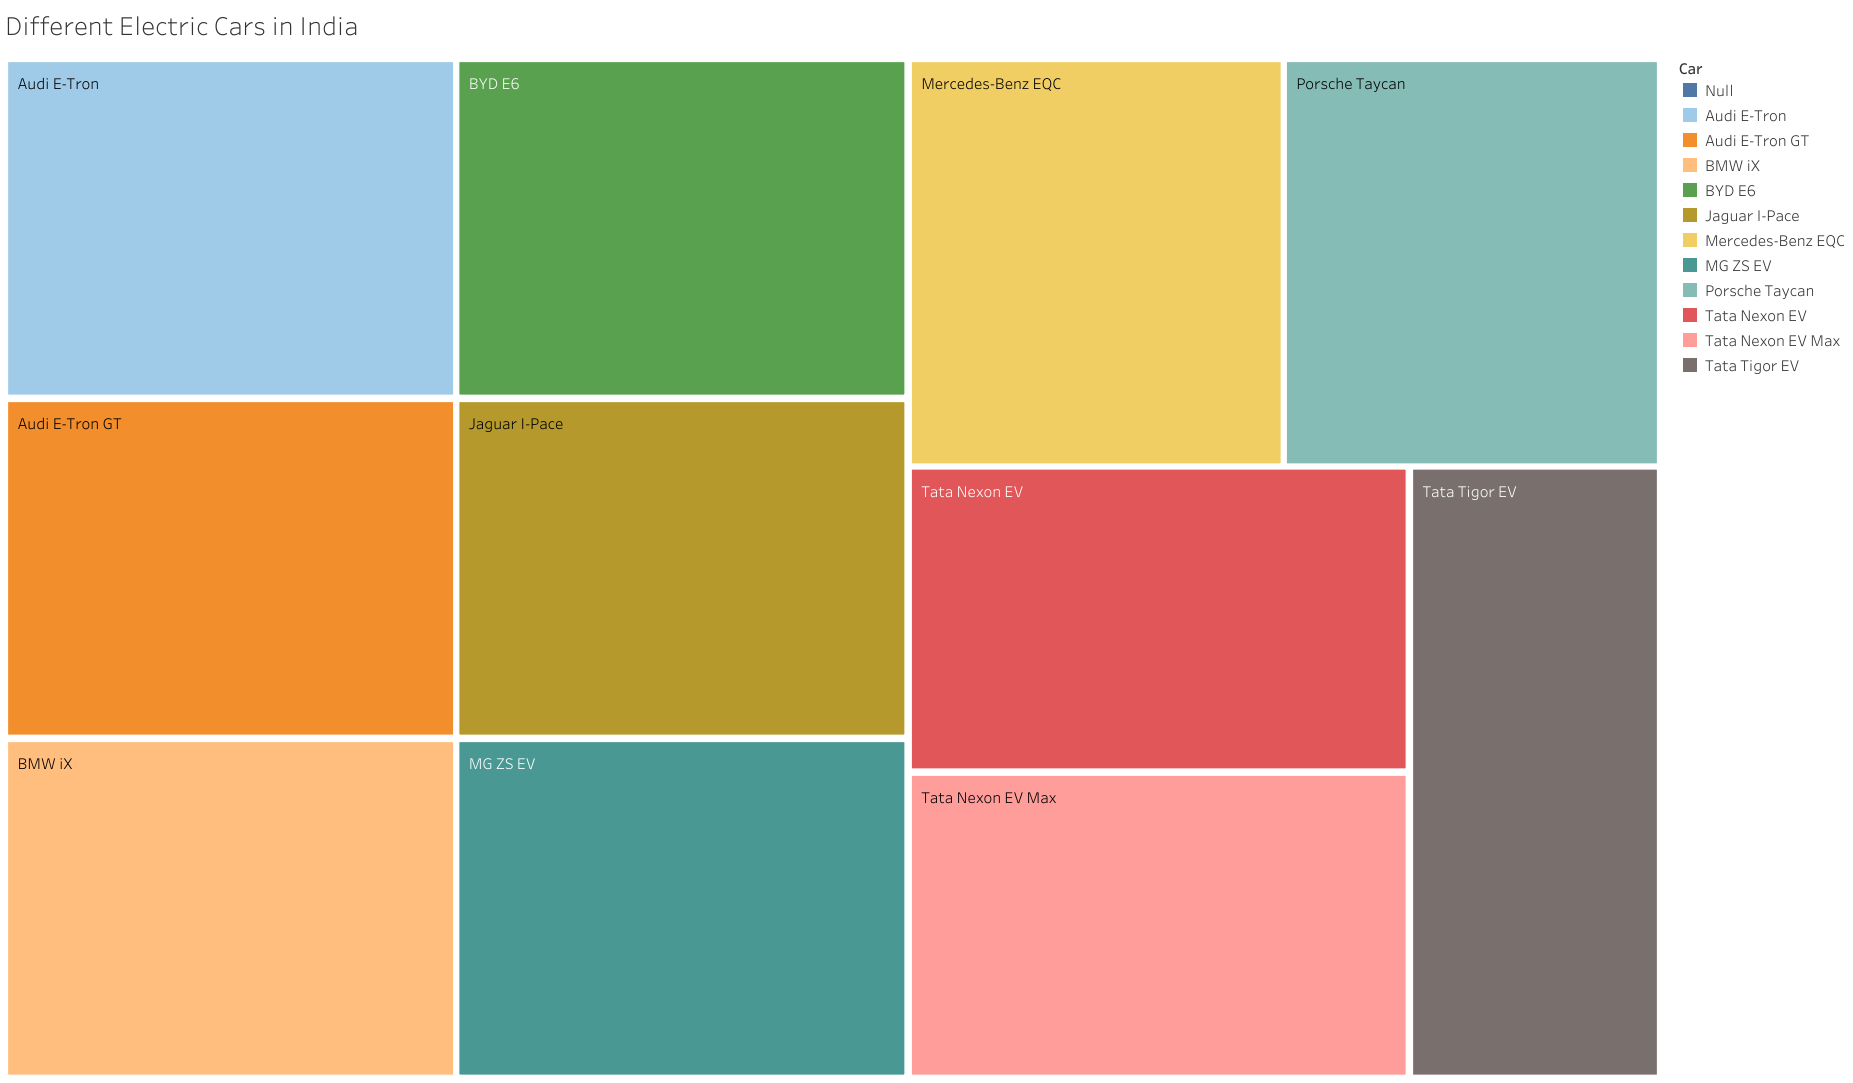 Different Electric Cars in India
Audi E-Tron
BYD E6
Mercedes-Benz EQC
Porsche Taycan
Audi E-Tron GT
Jaguar I-Pace
Tata Nexon EV
Tata Tigor EV
BMW iX
MG ZS EV
Tata Nexon EV Max
Car
Null
Audi E-Tron
Audi E-Tron GT
BMW iX
BYD E6
Jaguar I-Pace
Mercedes-Benz EQC
MG ZS EV
Porsche Taycan
Tata Nexon EV
Tata Nexon EV Max
Tata Tigor EV